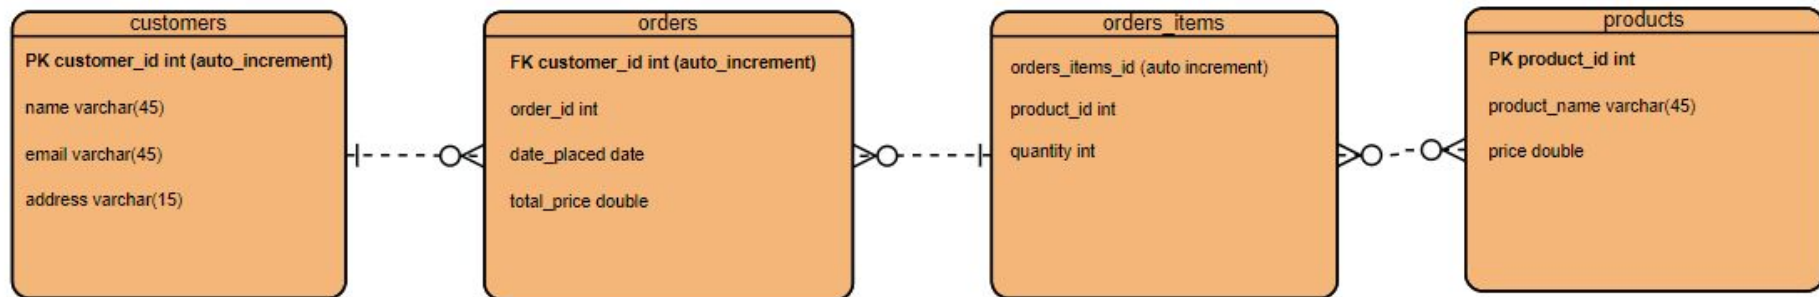 customers
PK customer_id int (auto_increment)
name varchar(45)
email varchar(45)
address varchar(15)
orders
FK customer_id int (auto_increment)
order_id int
date_placed date
total_price double
orders_items
orders_items_id (auto increment)
product_id int
quantity int
products
PK product_id int
product_name varchar(45)
price double